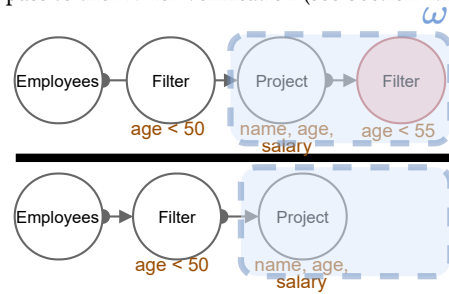 ω
Employees Filter Project Filter
age < 50 name, age, age < 55
salary
Employees Filter Project
age < 50 name, age,
salary